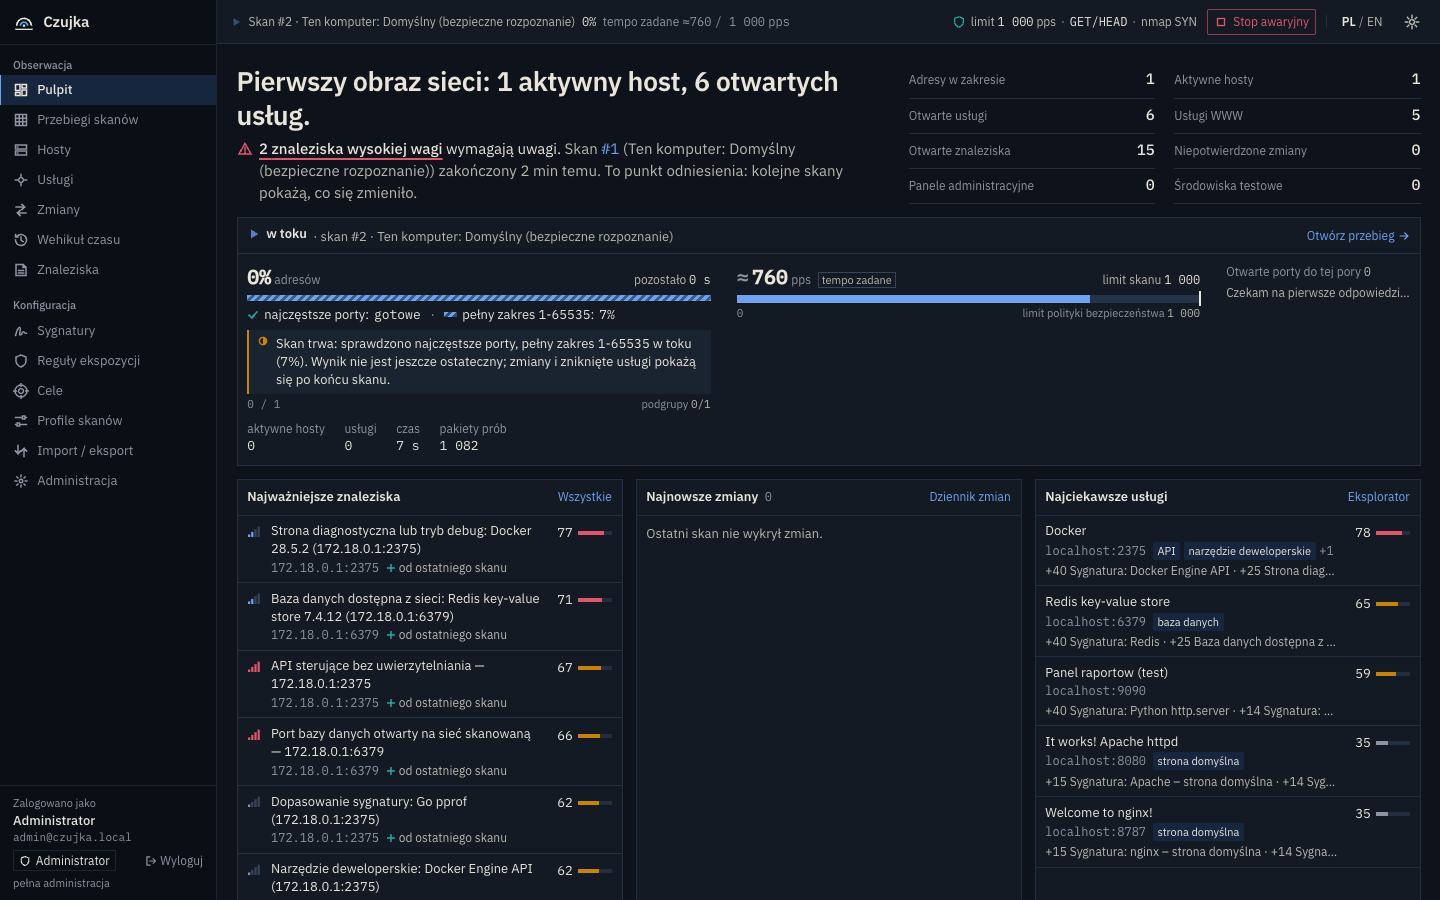 Czujka
Obserwacja
Pulpit
Przebiegi skanów
Hosty
Usługi
Zmiany
Wehikuł czasu
Znaleziska
Konfiguracja
Sygnatury
Reguły ekspozycji
Cele
Profile skanów
Import / eksport
Administracja
Zalogowano jako
Administrator
admin@czujka.local
Administrator
Wyloguj
pełna administracja
Skan #2 · Ten komputer: Domyślny (bezpieczne rozpoznanie) 0% tempo zadane ≈760 / 1 000 pps
limit 1 000 pps · GET/HEAD · nmap SYN
Stop awaryjny
PL / EN
Pierwszy obraz sieci: 1 aktywny host, 6 otwartych
usług.
2 znaleziska wysokiej wagi wymagają uwagi. Skan #1 (Ten komputer: Domyślny
(bezpieczne rozpoznanie)) zakończony 2 min temu. To punkt odniesienia: kolejne skany
pokażą, co się zmieniło.
Adresy w zakresie 1
Aktywne hosty 1
Otwarte usługi 6
Usługi WWW 5
Otwarte znaleziska 15
Niepotwierdzone zmiany 0
Panele administracyjne 0
Środowiska testowe 0
w toku · skan #2 · Ten komputer: Domyślny (bezpieczne rozpoznanie)
Otwórz przebieg →
0% adresów
pozostało 0 s
najczęstsze porty: gotowe · pełny zakres 1-65535: 7%
Skan trwa: sprawdzono najczęstsze porty, pełny zakres 1-65535 w toku
(7%). Wynik nie jest jeszcze ostateczny; zmiany i zniknięte usługi pokażą
się po końcu skanu.
0 / 1
podgrupy 0/1
aktywne hosty usługi czas pakiety prób
0 0 7 s 1 082
≈760 pps tempo zadane
limit skanu 1 000
0
limit polityki bezpieczeństwa 1 000
Otwarte porty do tej pory 0
Czekam na pierwsze odpowiedzi…
Najważniejsze znaleziska
Wszystkie
Strona diagnostyczna lub tryb debug: Docker
28.5.2 (172.18.0.1:2375)
77
172.18.0.1:2375 + od ostatniego skanu
Baza danych dostępna z sieci: Redis key-value
store 7.4.12 (172.18.0.1:6379)
71
172.18.0.1:6379 + od ostatniego skanu
API sterujące bez uwierzytelniania —
172.18.0.1:2375
67
172.18.0.1:2375 + od ostatniego skanu
Port bazy danych otwarty na sieć skanowaną
— 172.18.0.1:6379
66
172.18.0.1:6379 + od ostatniego skanu
Dopasowanie sygnatury: Go pprof
(172.18.0.1:2375)
62
172.18.0.1:2375 + od ostatniego skanu
Narzędzie deweloperskie: Docker Engine API
(172.18.0.1:2375)
62
Najnowsze zmiany 0
Dziennik zmian
Ostatni skan nie wykrył zmian.
Najciekawsze usługi
Eksplorator
Docker
78
localhost:2375 API narzędzie deweloperskie +1
+40 Sygnatura: Docker Engine API · +25 Strona diag…
Redis key-value store
65
localhost:6379 baza danych
+40 Sygnatura: Redis · +25 Baza danych dostępna z …
Panel raportow (test)
59
localhost:9090
+40 Sygnatura: Python http.server · +14 Sygnatura: …
It works! Apache httpd
35
localhost:8080 strona domyślna
+15 Sygnatura: Apache – strona domyślna · +14 Syg…
Welcome to nginx!
35
localhost:8787 strona domyślna
+15 Sygnatura: nginx – strona domyślna · +14 Sygna…